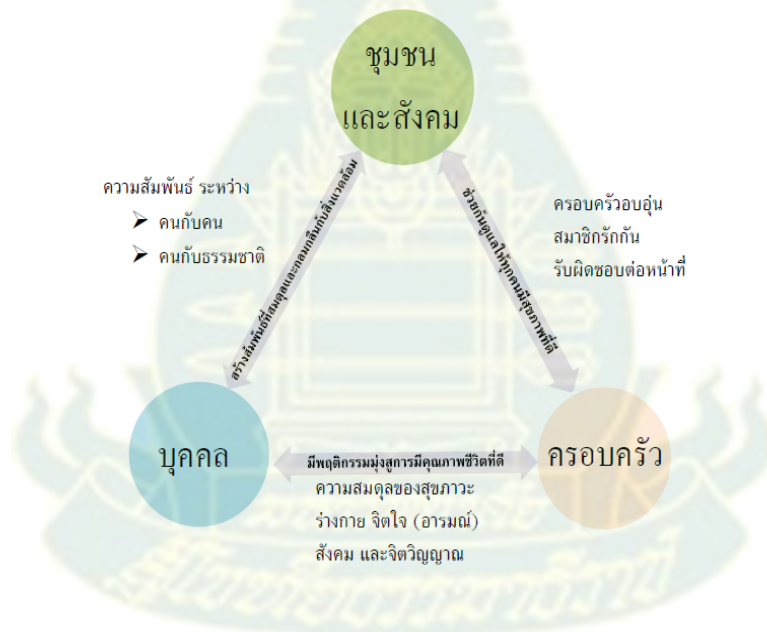 ชุมชน
และสังคม
ความสัมพันธ์ ระหว่าง
➢ คนกับคน
➢ คนกับธรรมชาติ
สร้างสัมพันธ์ที่สมดุลและกลมกลืนกับสิ่งแวดล้อม
ช่วยกันดูแลให้ทุกคนมีสุขภาพที่ดี
ครอบครัวอบอุ่น
สมาชิกรักกัน
รับผิดชอบต่อหน้าที่
บุคคล
มีพฤติกรรมมุ่งสู่การมีคุณภาพชีวิตที่ดี
ครอบครัว
ความสมดุลของสุขภาวะ
ร่างกาย จิตใจ (อารมณ์)
สังคม และจิตวิญญาณ